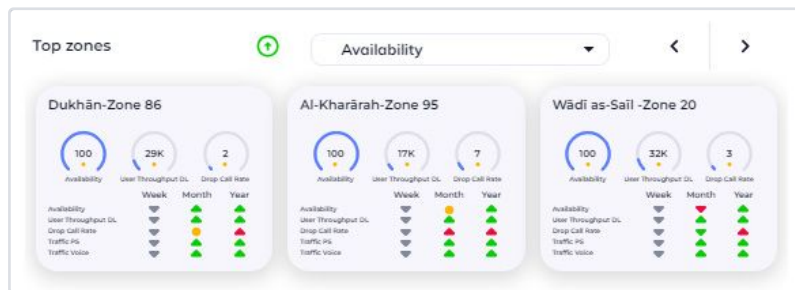 Top zones
Availability
Dukhān-Zone 86
100
29K
2
Availability
User Throughput DL
Drop Call Rate
Week Month Year
Availability
User Throughput DL
Drop Call Rate
Traffic PS
Traffic Voice
Al-Kharārah-Zone 95
100
17K
7
Availability
User Throughput DL
Drop Call Rate
Week Month Year
Availability
User Throughput DL
Drop Call Rate
Traffic PS
Traffic Voice
Wādī as-Saīl -Zone 20
100
32K
3
Availability
User Throughput DL
Drop Call Rate
Week Month Year
Availability
User Throughput DL
Drop Call Rate
Traffic PS
Traffic Voice